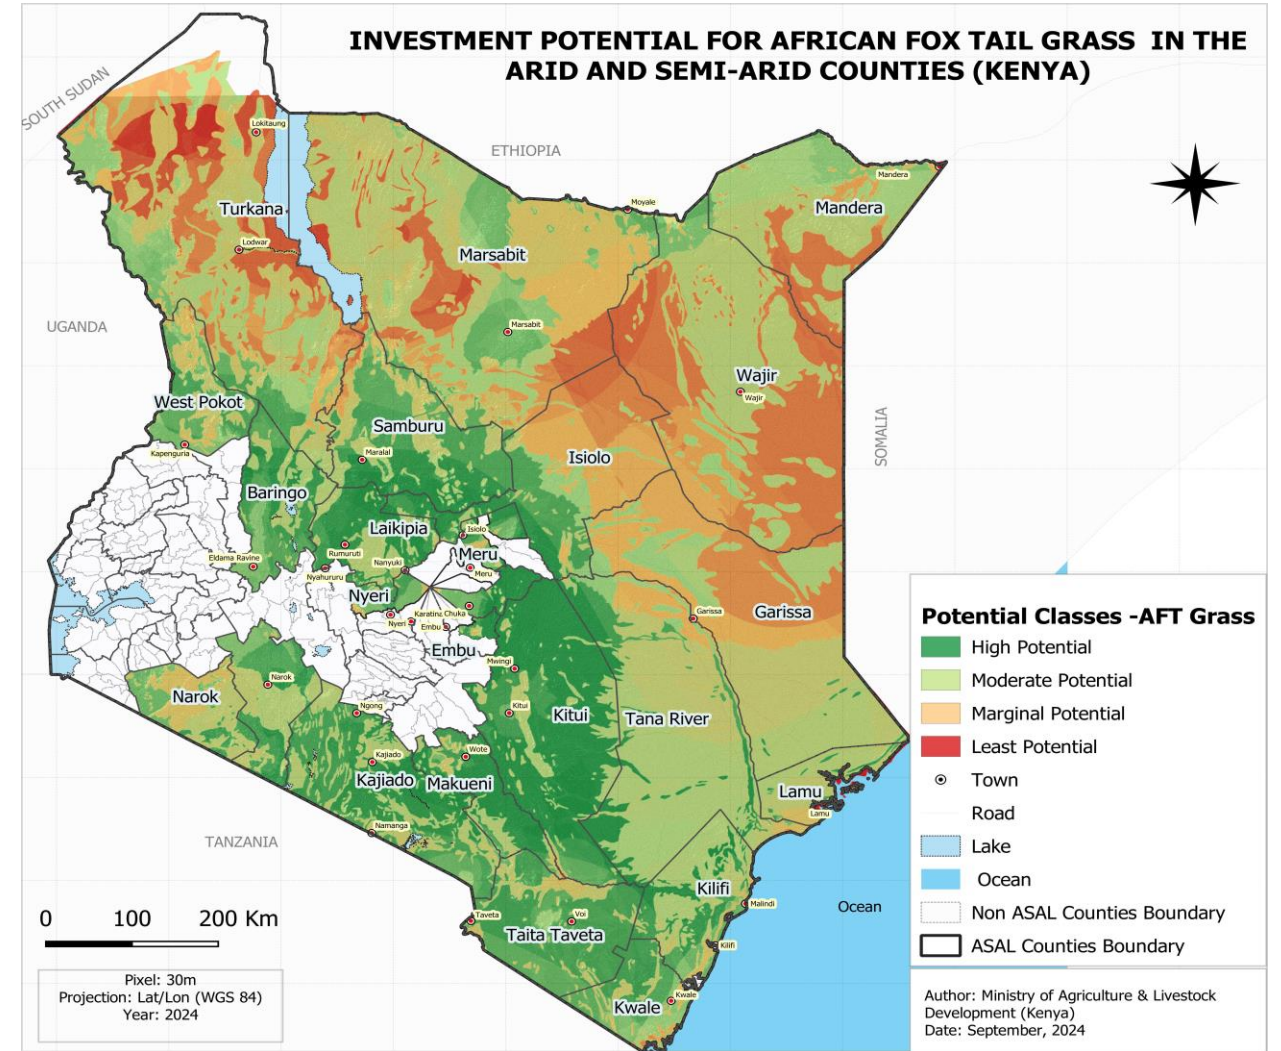 INVESTMENT POTENTIAL FOR AFRICAN FOX TAIL GRASS IN THE
ARID AND SEMI-ARID COUNTIES (KENYA)
SOUTH SUDAN
ETHIOPIA
UGANDA
SOMALIA
TANZANIA
Ocean
Lokitaung
Turkana
Lodwar
Moyale
Mandera
Mandera
Marsabit
Marsabit
West Pokot
Kapenguria
Samburu
Maralal
Wajir
Wajir
Isiolo
Baringo
Laikipia
Isiolo
Eldama Ravine
Rumuruti
Nyahururu
Nanyuki
Meru
Meru
Nyeri
Nyeri
Karatina
Chuka
Embu
Embu
Garissa
Garissa
Mwingi
Narok
Narok
Ngong
Kitui
Kitui
Tana River
Kajiado
Kajiado
Wote
Makueni
Namanga
Lamu
Lamu
Kilifi
Malindi
Kilifi
Taveta
Voi
Taita Taveta
Kwale
Kwale
Potential Classes -AFT Grass
High Potential
Moderate Potential
Marginal Potential
Least Potential
Town
Road
Lake
Ocean
Non ASAL Counties Boundary
ASAL Counties Boundary
0 100 200 Km
Pixel: 30m
Projection: Lat/Lon (WGS 84)
Year: 2024
Author: Ministry of Agriculture & Livestock
Development (Kenya)
Date: September, 2024